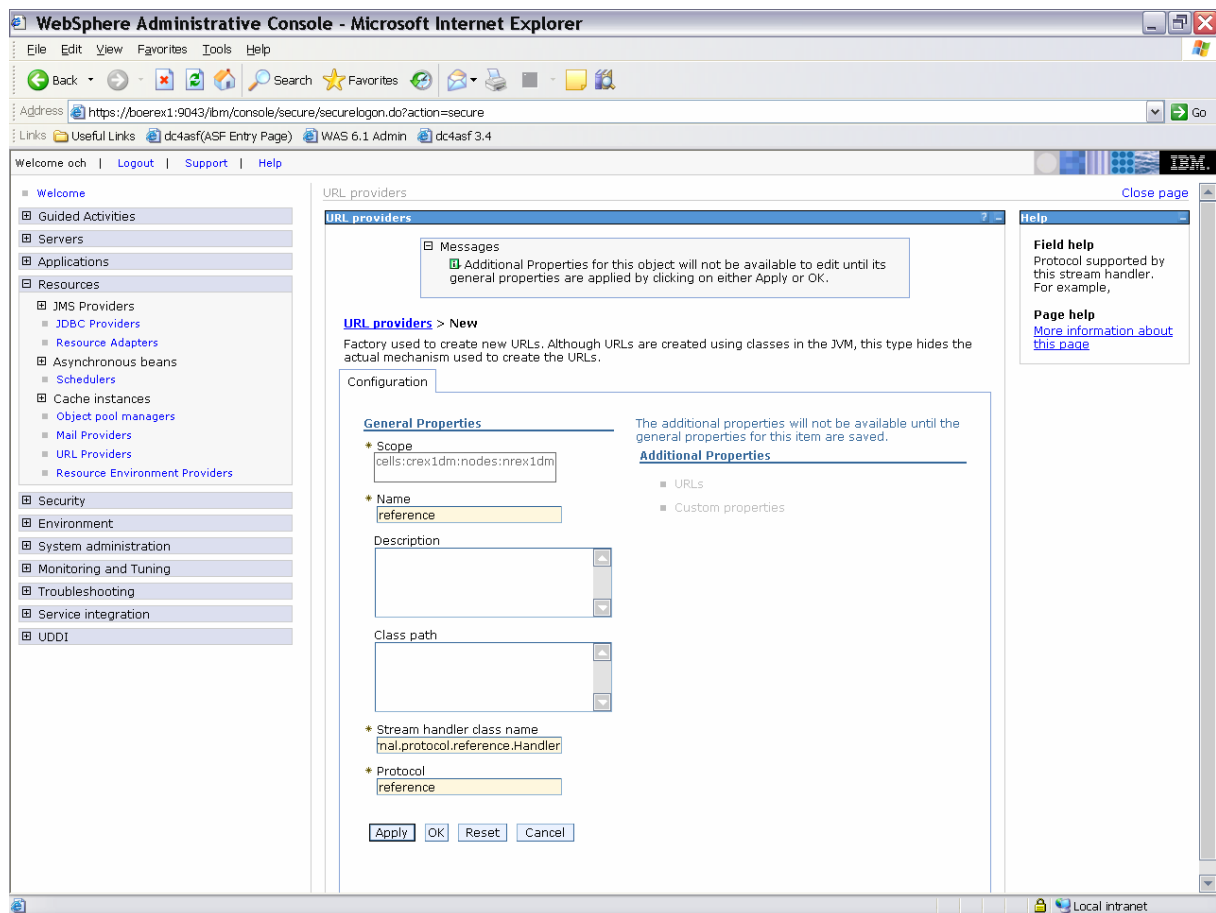 WebSphere Administrative Console - Microsoft Internet Explorer
File Edit View Favorites Tools Help
Back Search Favorites
Address https://boerex1:9043/ibm/console/secure/securelogon.do?action=secure Go
Links Useful Links dc4asf(ASF Entry Page) WAS 6.1 Admin dc4asf 3.4
Welcome och | Logout | Support | Help IBM.
Welcome
Guided Activities
Servers
Applications
Resources
JMS Providers
JDBC Providers
Resource Adapters
Asynchronous beans
Schedulers
Cache instances
Object pool managers
Mail Providers
URL Providers
Resource Environment Providers
Security
Environment
System administration
Monitoring and Tuning
Troubleshooting
Service integration
UDDI
URL providers Close page
URL providers ? -
Messages
Additional Properties for this object will not be available to edit until its
general properties are applied by clicking on either Apply or OK.
URL providers > New
Factory used to create new URLs. Although URLs are created using classes in the JVM, this type hides the
actual mechanism used to create the URLs.
Configuration
General Properties
* Scope
cells:crex1dm:nodes:nrex1dm
* Name
reference
Description
Class path
* Stream handler class name
nal.protocol.reference.Handler
* Protocol
reference
Apply OK Reset Cancel
The additional properties will not be available until the
general properties for this item are saved.
Additional Properties
URLs
Custom properties
Help -
Field help
Protocol supported by
this stream handler.
For example,
Page help
More information about
this page
Local intranet